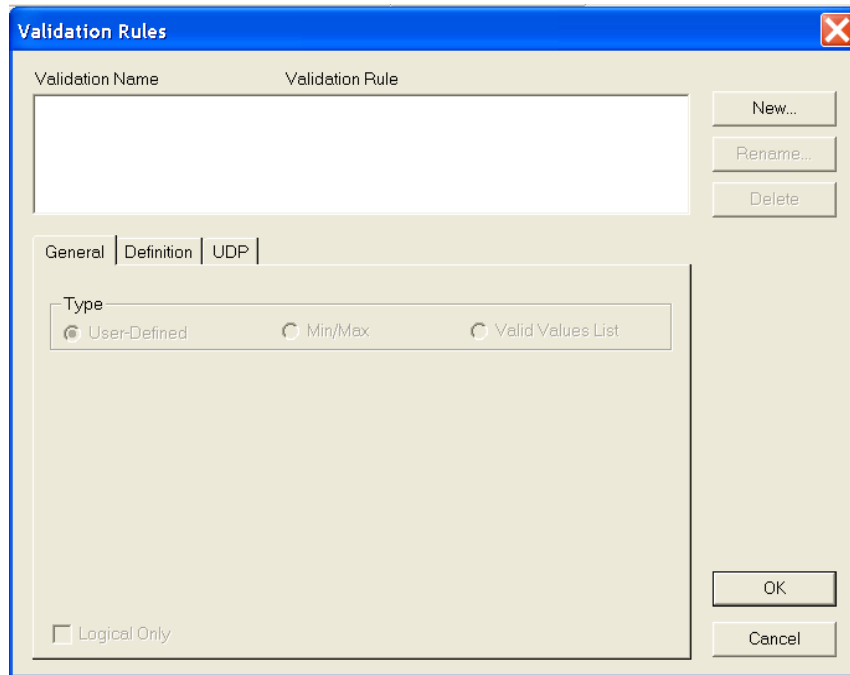 Validation Rules
Validation Name Validation Rule
New...
Rename...
Delete
General Definition UDP
Type
User-Defined Min/Max Valid Values List
Logical Only
OK
Cancel